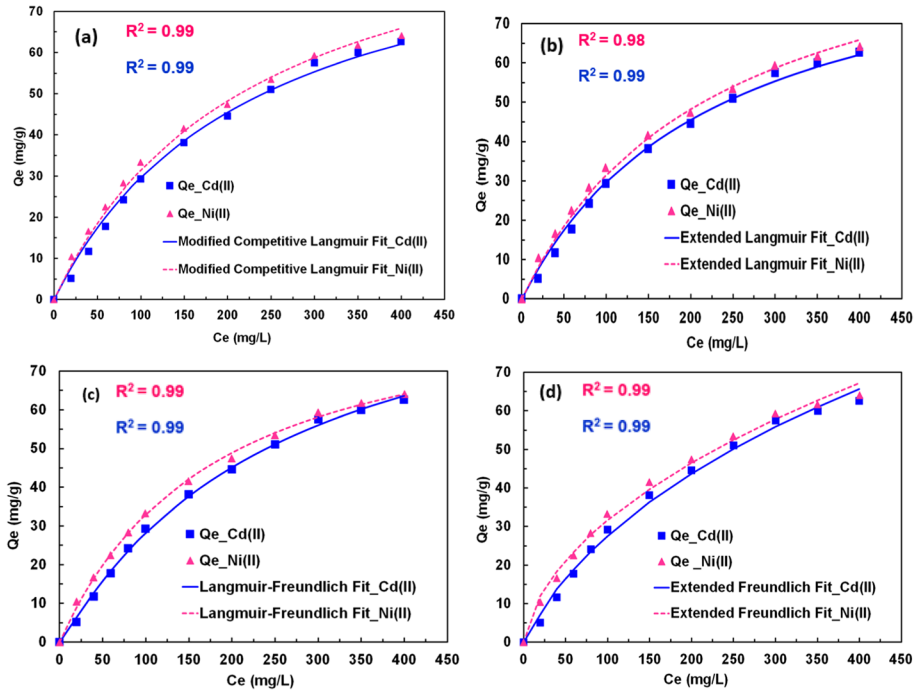 (a)
R² = 0.99
R² = 0.99
70
60
50
40
30
20
10
0
Qe (mg/g)
Qe_Cd(II)
Qe_Ni(II)
Modified Competitive Langmuir Fit_Cd(II)
Modified Competitive Langmuir Fit_Ni(II)
0 50 100 150 200 250 300 350 400 450
Ce (mg/L)
(b)
R² = 0.98
R² = 0.99
70
60
50
40
30
20
10
0
Qe (mg/g)
Qe_Cd(II)
Qe_Ni(II)
Extended Langmuir Fit_Cd(II)
Extended Langmuir Fit_Ni(II)
0 50 100 150 200 250 300 350 400 450
Ce (mg/L)
(c)
R² = 0.99
R² = 0.99
70
60
50
40
30
20
10
0
Qe (mg/g)
Qe_Cd(II)
Qe_Ni(II)
Langmuir-Freundlich Fit_Cd(II)
Langmuir-Freundlich Fit_Ni(II)
0 50 100 150 200 250 300 350 400 450
Ce (mg/L)
(d)
R² = 0.99
R² = 0.99
70
60
50
40
30
20
10
0
Qe (mg/g)
Qe_Cd(II)
Qe_Ni(II)
Extended Freundlich Fit_Cd(II)
Extended Freundlich Fit_Ni(II)
0 50 100 150 200 250 300 350 400 450
Ce (mg/L)